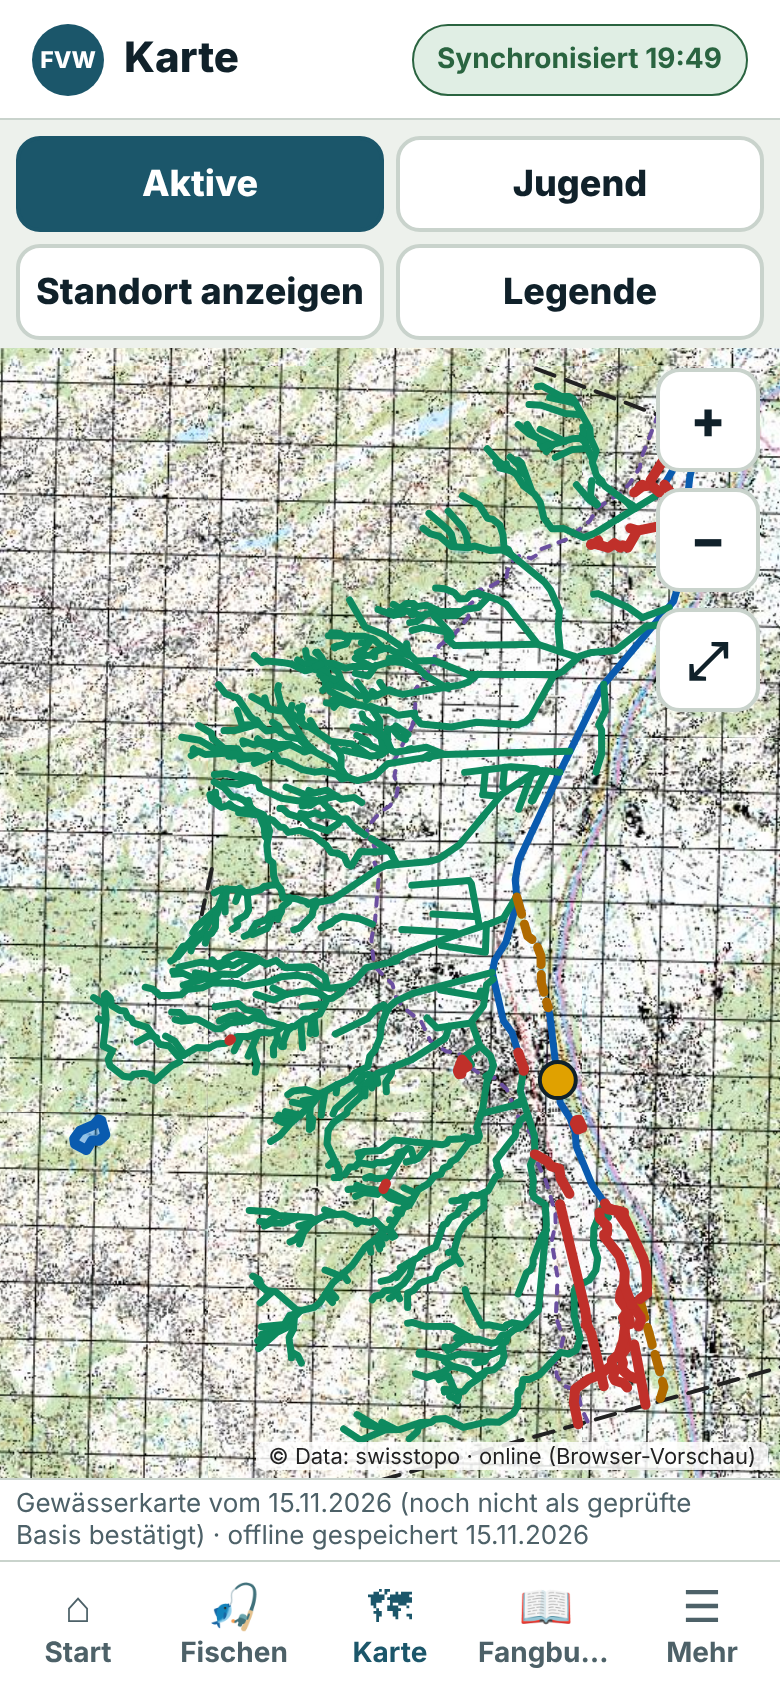 FVW
Karte
Synchronisiert 19:49
Aktive
Jugend
Standort anzeigen
Legende
+
−
© Data: swisstopo · online (Browser-Vorschau)
Gewässerkarte vom 15.11.2026 (noch nicht als geprüfte
Basis bestätigt) · offline gespeichert 15.11.2026
Start
Fischen
Karte
Fangbu...
Mehr